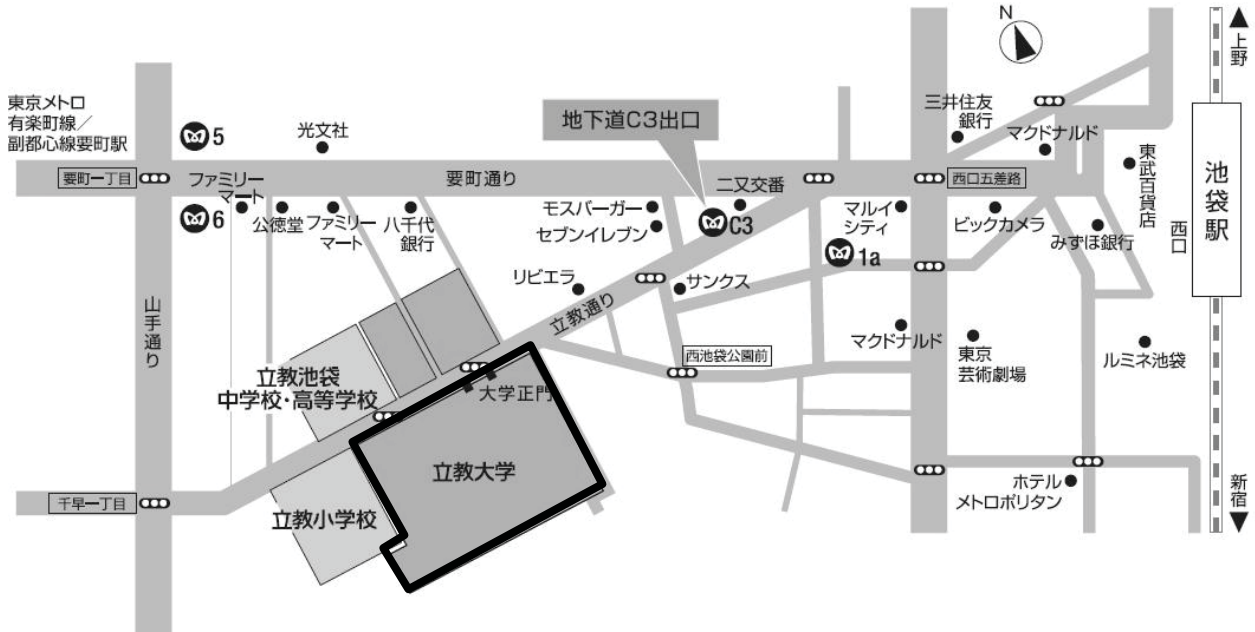 N
上野
東京メトロ
有楽町線／
副都心線要町駅
5
光文社
地下道C3出口
三井住友
銀行
マクドナルド
東武
百貨店
池袋駅
西口
要町一丁目
ファミリー
マート
要町通り
二又交番
西口五差路
6
公徳堂
ファミリー
マート
八千代
銀行
モスバーガー
セブンイレブン
C3
マルイ
シティ
ビックカメラ
みずほ銀行
1a
リビエラ
サンクス
立教通り
山手通り
マクドナルド
東京
芸術劇場
ルミネ池袋
西池袋公園前
立教池袋
中学校・高等学校
大学正門
立教大学
千早一丁目
立教小学校
ホテル
メトロポリタン
新宿